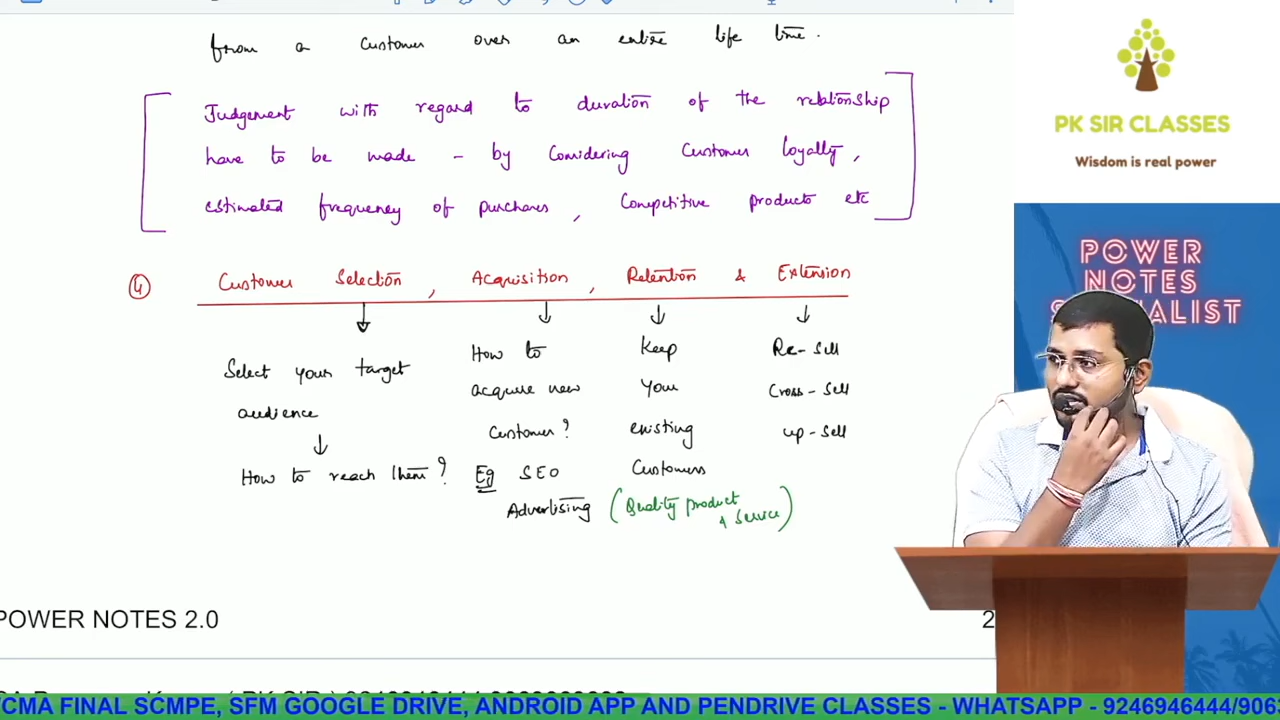 from a Customer over an entire life time.
Judgement with regard to duration of the relationship
have to be made - by Considering Customer loyalty,
estimated frequency of purchases, Competitive products etc
④ Customer Selection, Acquisition, Retention & Extension
Select your target
audience
How to reach them?
How to
acquire new
Customer?
Eg SEO
Advertising
Keep
Your
existing
Customers
(Quality product
& Service)
Re-Sell
Cross-Sell
Up-Sell
POWER NOTES 2.0
2
PK SIR CLASSES
Wisdom is real power
POWER
NOTES
CMA FINAL SCMPE, SFM GOOGLE DRIVE, ANDROID APP AND PENDRIVE CLASSES - WHATSAPP - 9246946444/906